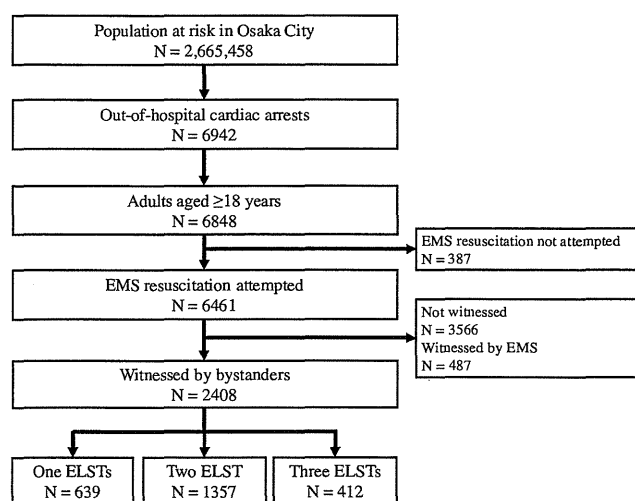 Population at risk in Osaka City
N = 2,665,458
Out-of-hospital cardiac arrests
N = 6942
Adults aged ≥18 years
N = 6848
EMS resuscitation not attempted
N = 387
EMS resuscitation attempted
N = 6461
Not witnessed
N = 3566
Witnessed by EMS
N = 487
Witnessed by bystanders
N = 2408
One ELSTs
N = 639
Two ELST
N = 1357
Three ELSTs
N = 412